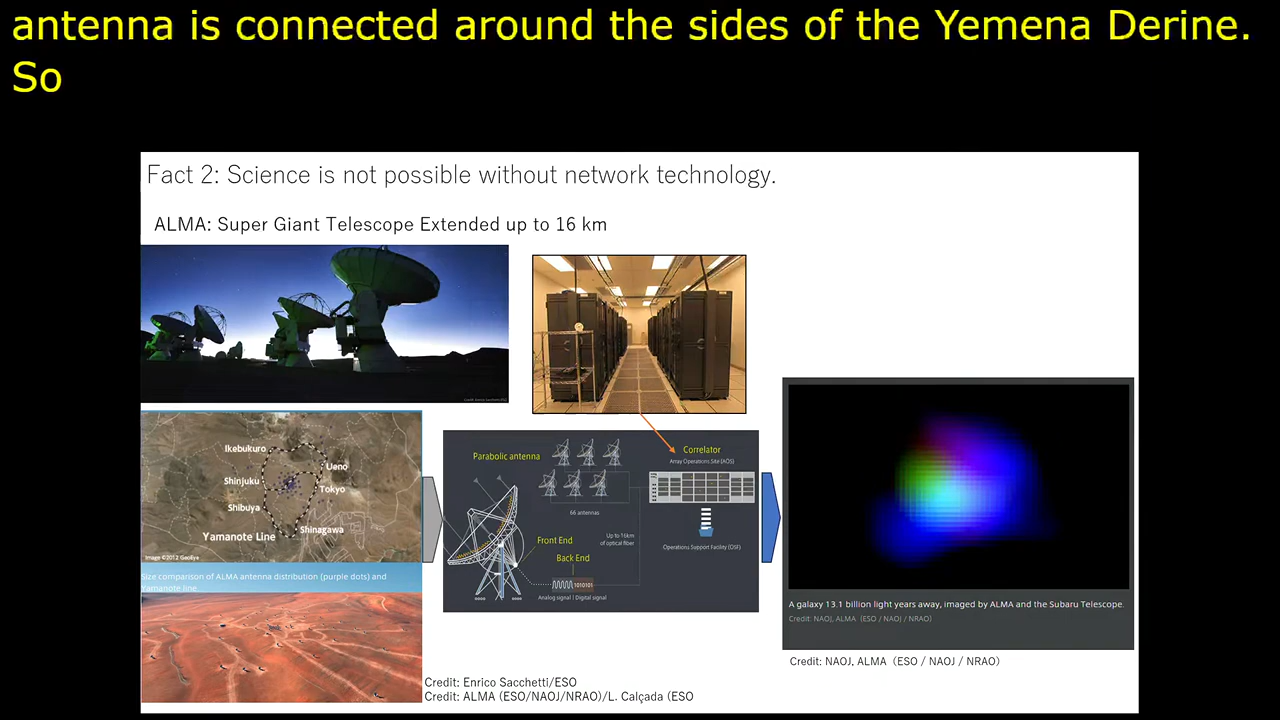 antenna is connected around the sides of the Yemena Derine.
So
Fact 2: Science is not possible without network technology.
ALMA: Super Giant Telescope Extended up to 16 km
Ikebukuro
Ueno
Shinjuku
Tokyo
Shibuya
Shinagawa
Yamanote Line
Image ©2012 GeoEye
Size comparison of ALMA antenna distribution (purple dots) and
Yamanote line
Parabolic antenna
66 antennas
Correlator
Array Operations Site (AOS)
Up to 16km
of optical fiber
Front End
Back End
1010101
Analog signal | Digital signal
Operations Support Facility (OSF)
A galaxy 13.1 billion light years away, imaged by ALMA and the Subaru Telescope.
Credit: NAOJ, ALMA (ESO / NAOJ / NRAO)
Credit: NAOJ, ALMA（ESO / NAOJ / NRAO）
Credit: Enrico Sacchetti/ESO
Credit: ALMA (ESO/NAOJ/NRAO)/L. Calçada (ESO